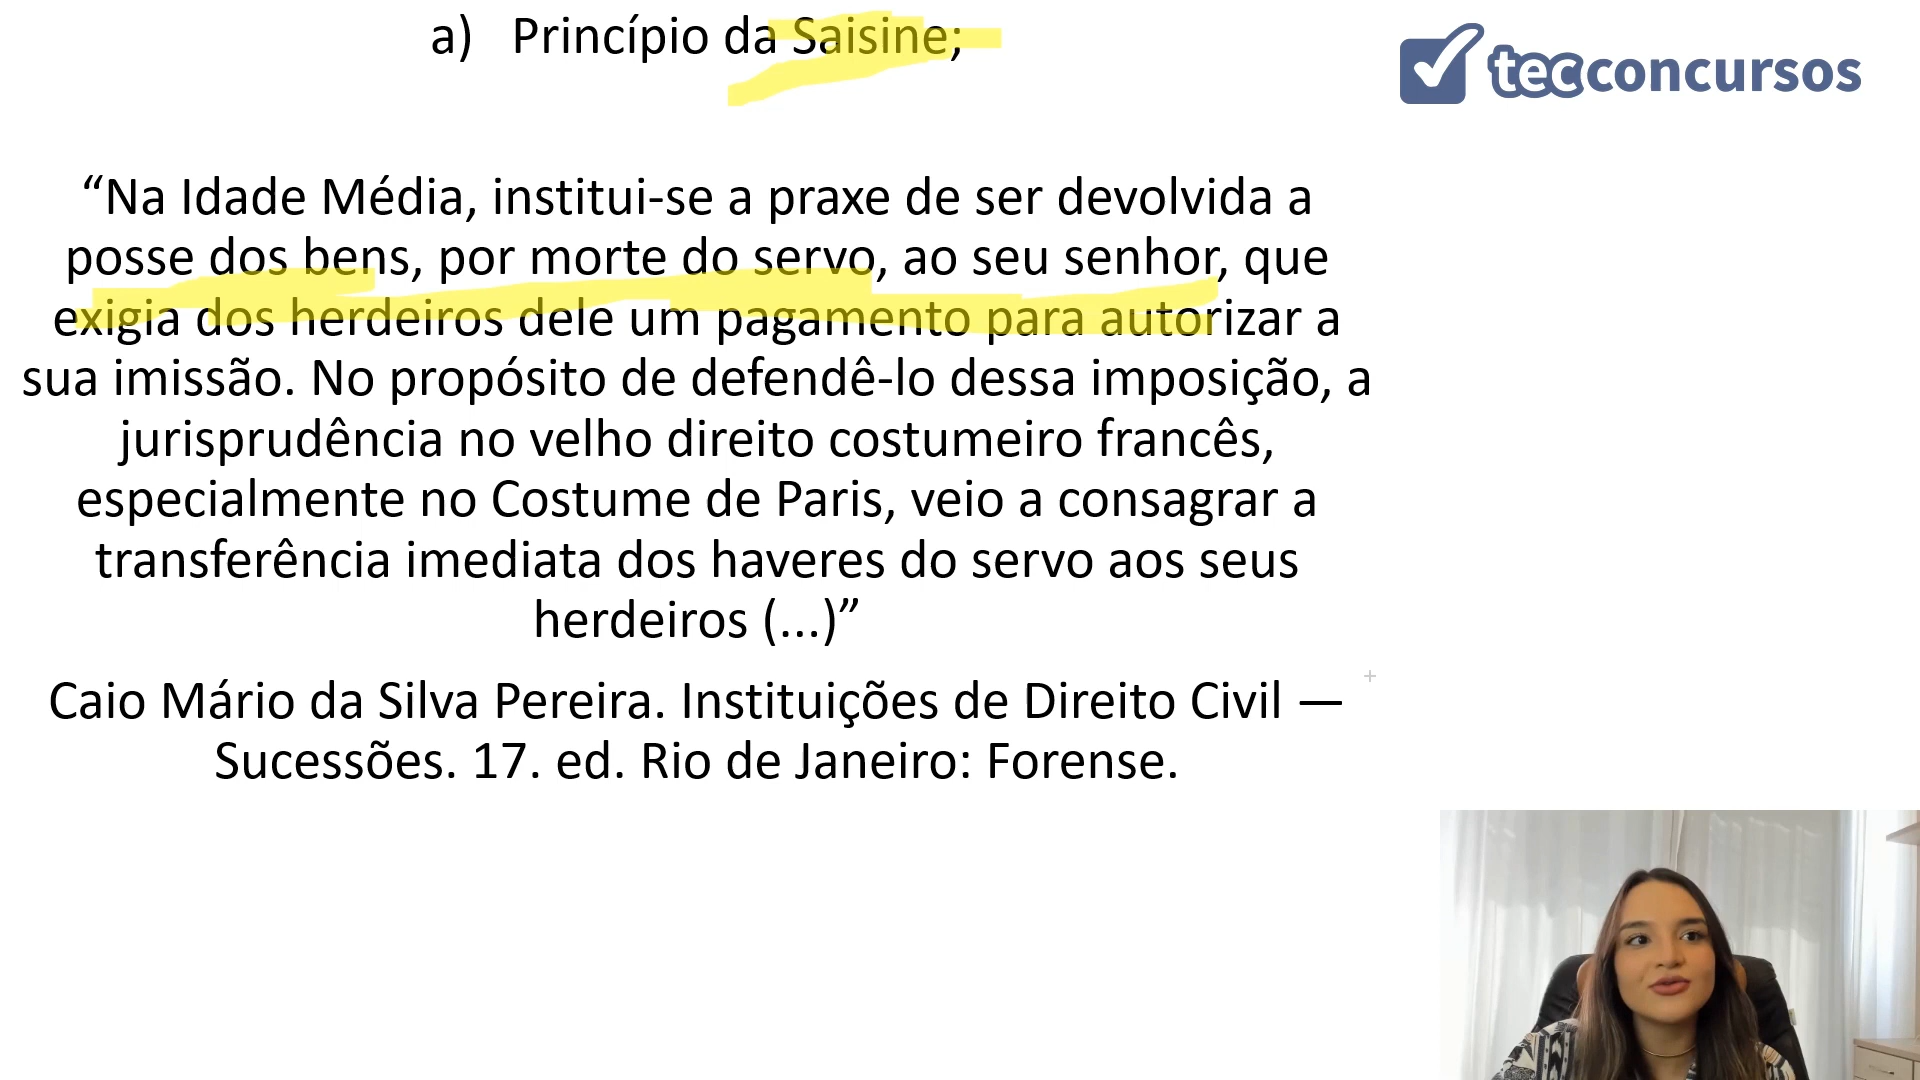 a) Princípio da Saisine;
tecconcursos
“Na Idade Média, institui-se a praxe de ser devolvida a
posse dos bens, por morte do servo, ao seu senhor, que
exigia dos herdeiros dele um pagamento para autorizar a
sua imissão. No propósito de defendê-lo dessa imposição, a
jurisprudência no velho direito costumeiro francês,
especialmente no Costume de Paris, veio a consagrar a
transferência imediata dos haveres do servo aos seus
herdeiros (...)”
Caio Mário da Silva Pereira. Instituições de Direito Civil —
Sucessões. 17. ed. Rio de Janeiro: Forense.